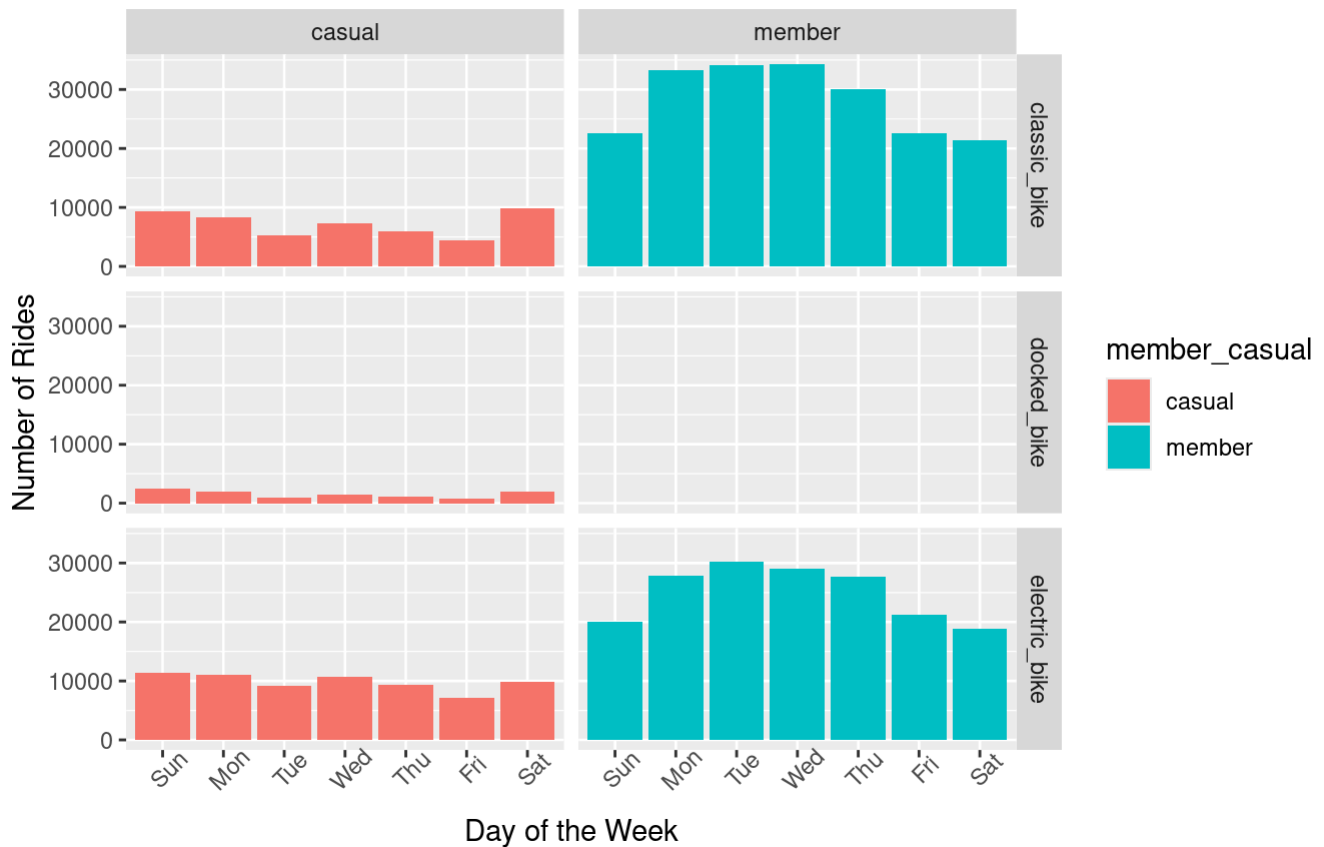 casual
member
30000
20000
10000
0
classic_bike
30000
20000
10000
0
docked_bike
30000
20000
10000
0
electric_bike
Number of Rides
Sun Mon Tue Wed Thu Fri Sat
Sun Mon Tue Wed Thu Fri Sat
Day of the Week
member_casual
casual
member